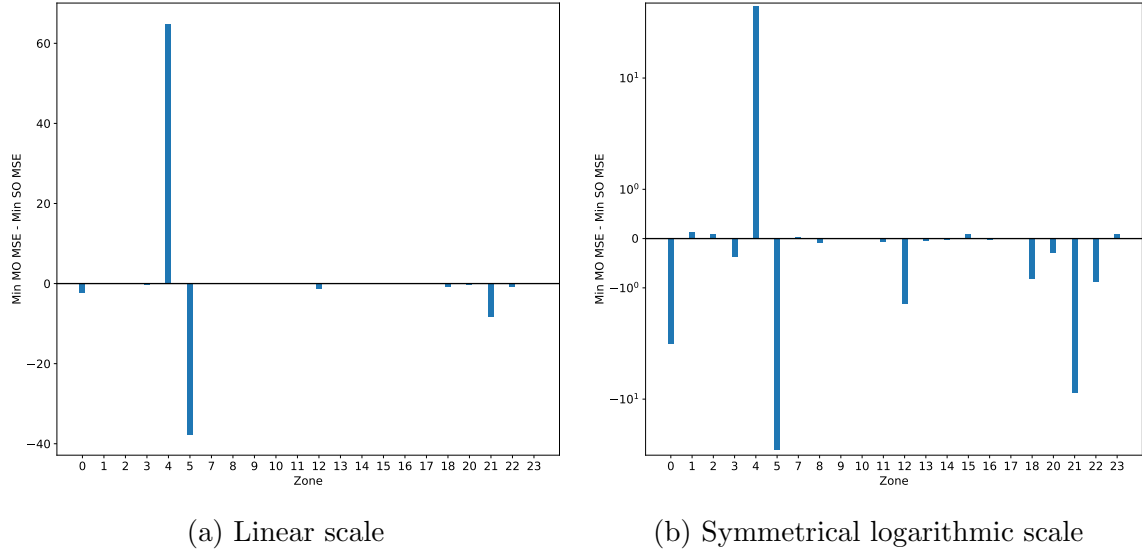 60
40
20
0
−20
−40
Min MO MSE - Min SO MSE
0 1 2 3 4 5 7 8 9 10 11 12 13 14 15 16 17 18 20 21 22 23
Zone
(a) Linear scale
10¹
10⁰
0
−10⁰
−10¹
Min MO MSE - Min SO MSE
0 1 2 3 4 5 7 8 9 10 11 12 13 14 15 16 17 18 20 21 22 23
Zone
(b) Symmetrical logarithmic scale